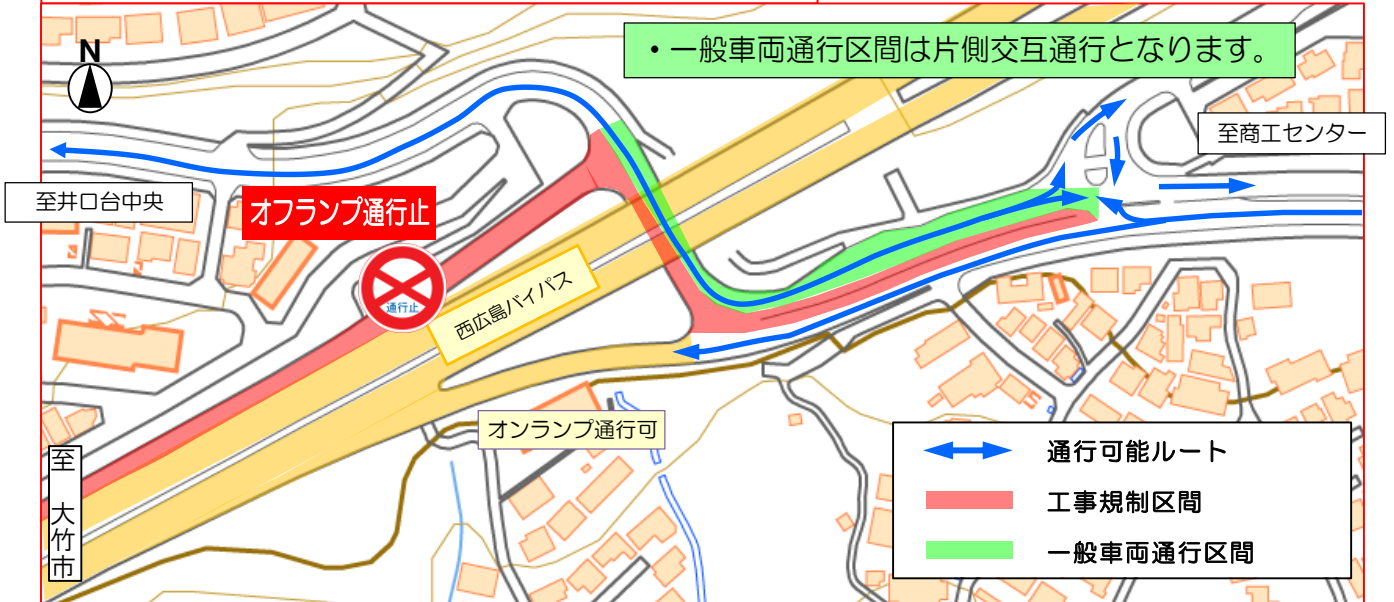 ・一般車両通行区間は片側交互通行となります。
N
至商工センター
至井口台中央
オフランプ通行止
通行止
西広島バイパス
オンランプ通行可
至 大竹市
通行可能ルート
工事規制区間
一般車両通行区間